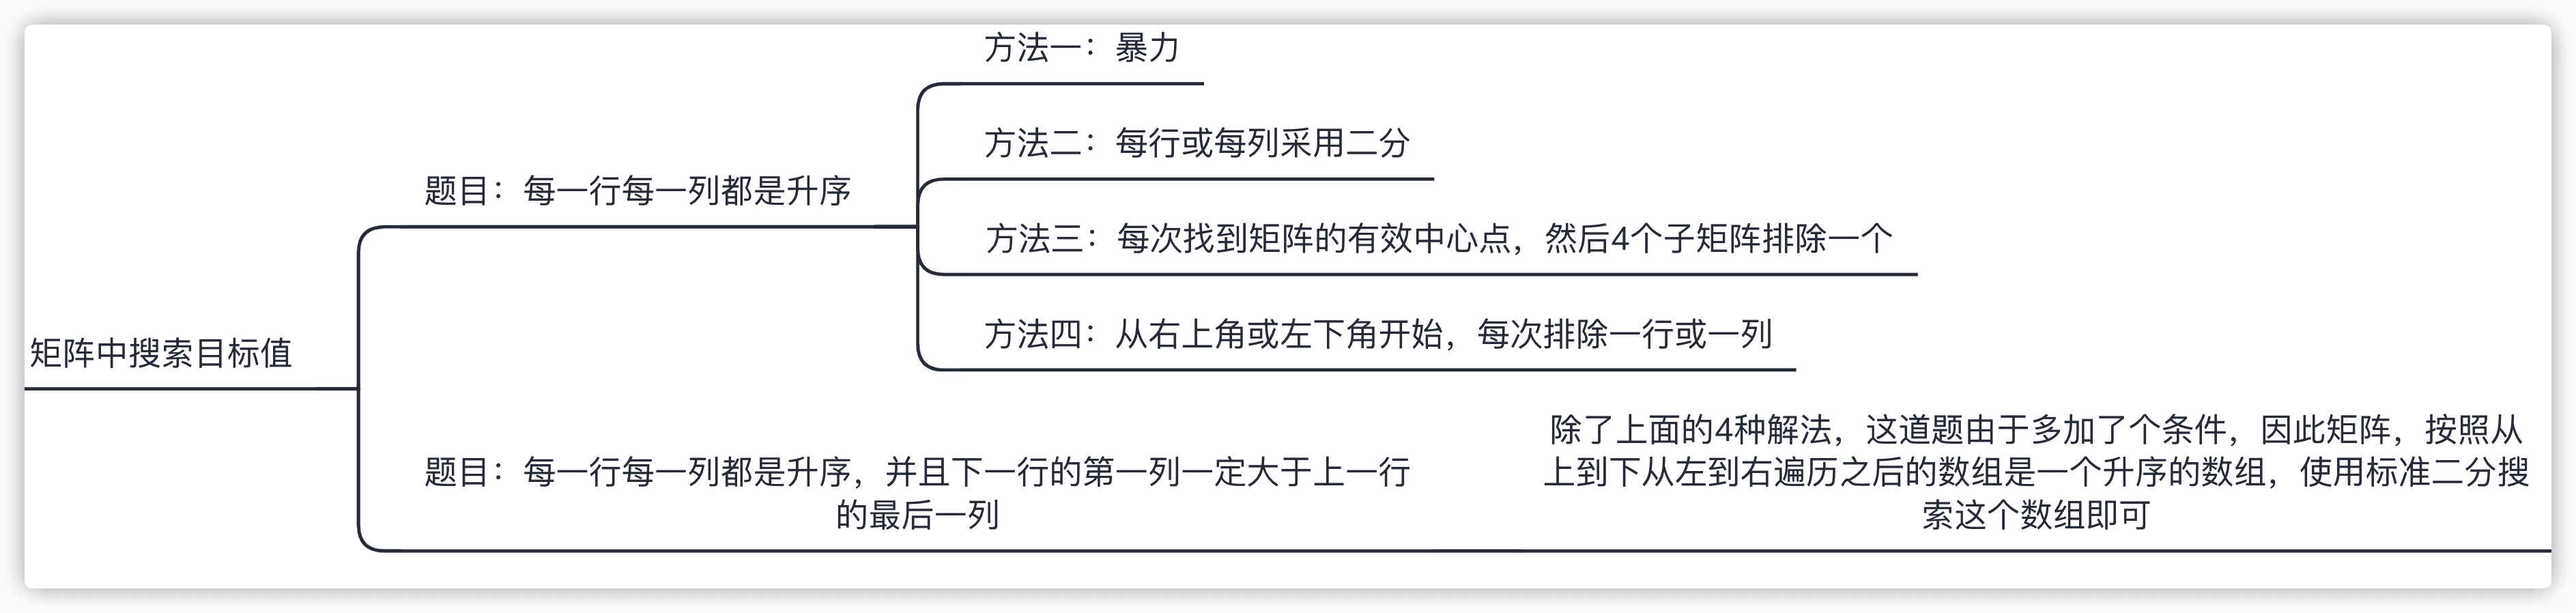 方法一：暴力
方法二：每行或每列采用二分
题目：每一行每一列都是升序
方法三：每次找到矩阵的有效中心点，然后4个子矩阵排除一个
方法四：从右上角或左下角开始，每次排除一行或一列
矩阵中搜索目标值
题目：每一行每一列都是升序，并且下一行的第一列一定大于上一行
的最后一列
除了上面的4种解法，这道题由于多加了个条件，因此矩阵，按照从
上到下从左到右遍历之后的数组是一个升序的数组，使用标准二分搜
索这个数组即可